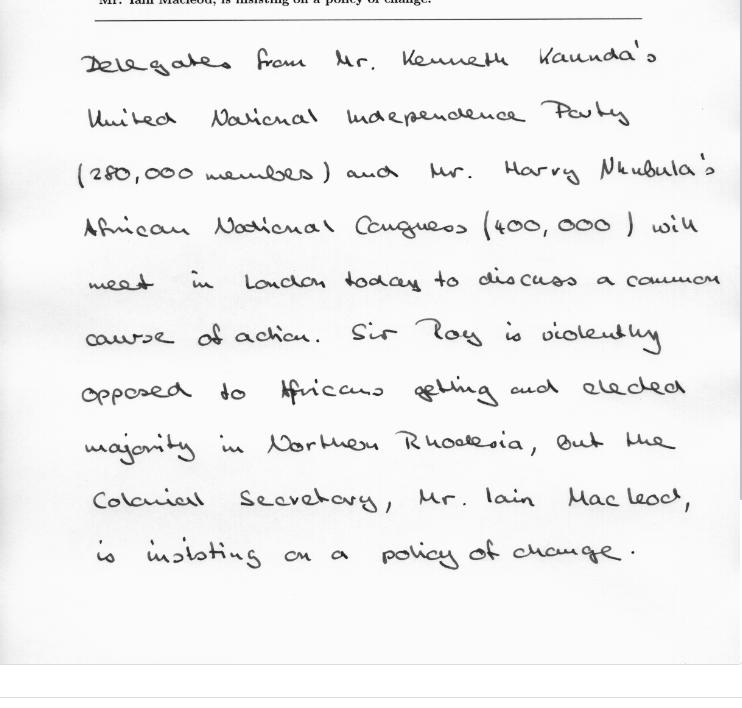 Mr. Iain Macleod, is insisting on a policy of change.
Delegates from Mr. Kenneth Kaunda's
United National Independence Party
(280,000 members) and Mr. Harry Nkubula's
African National Congress (400,000) will
meet in London today to discuss a common
course of action. Sir Roy is violently
opposed to Africans getting and elected
majority in Northern Rhodesia, but the
Colonial Secretary, Mr. Iain Macleod,
is insisting on a policy of change.